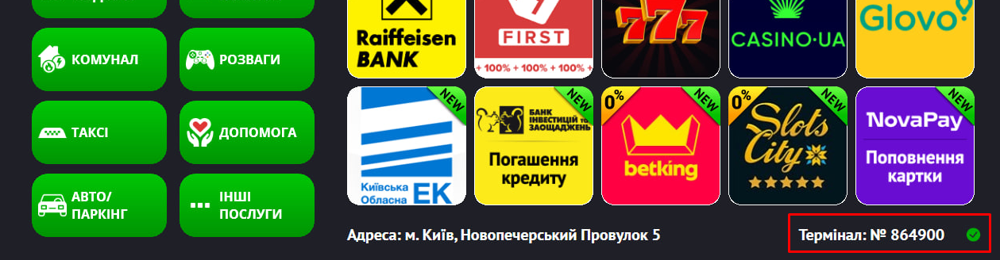 КОМУНАЛ
РОЗВАГИ
ТАКСІ
ДОПОМОГА
АВТО/
ПАРКІНГ
ІНШІ
ПОСЛУГИ
Raiffeisen
BANK
FIRST
+ 100% + 100% + 100% +
777
CASINO·UA
Glovo
NEW
Київська
Обласна ЕК
NEW
БАНК
ІНВЕСТИЦІЙ ТА
ЗАОЩАДЖЕНЬ
Погашення
кредиту
0%
NEW
betking
0%
NEW
Slots
City
NEW
NovaPay
Поповнення
картки
Адреса: м. Київ, Новопечерський Провулок 5
Термінал: № 864900